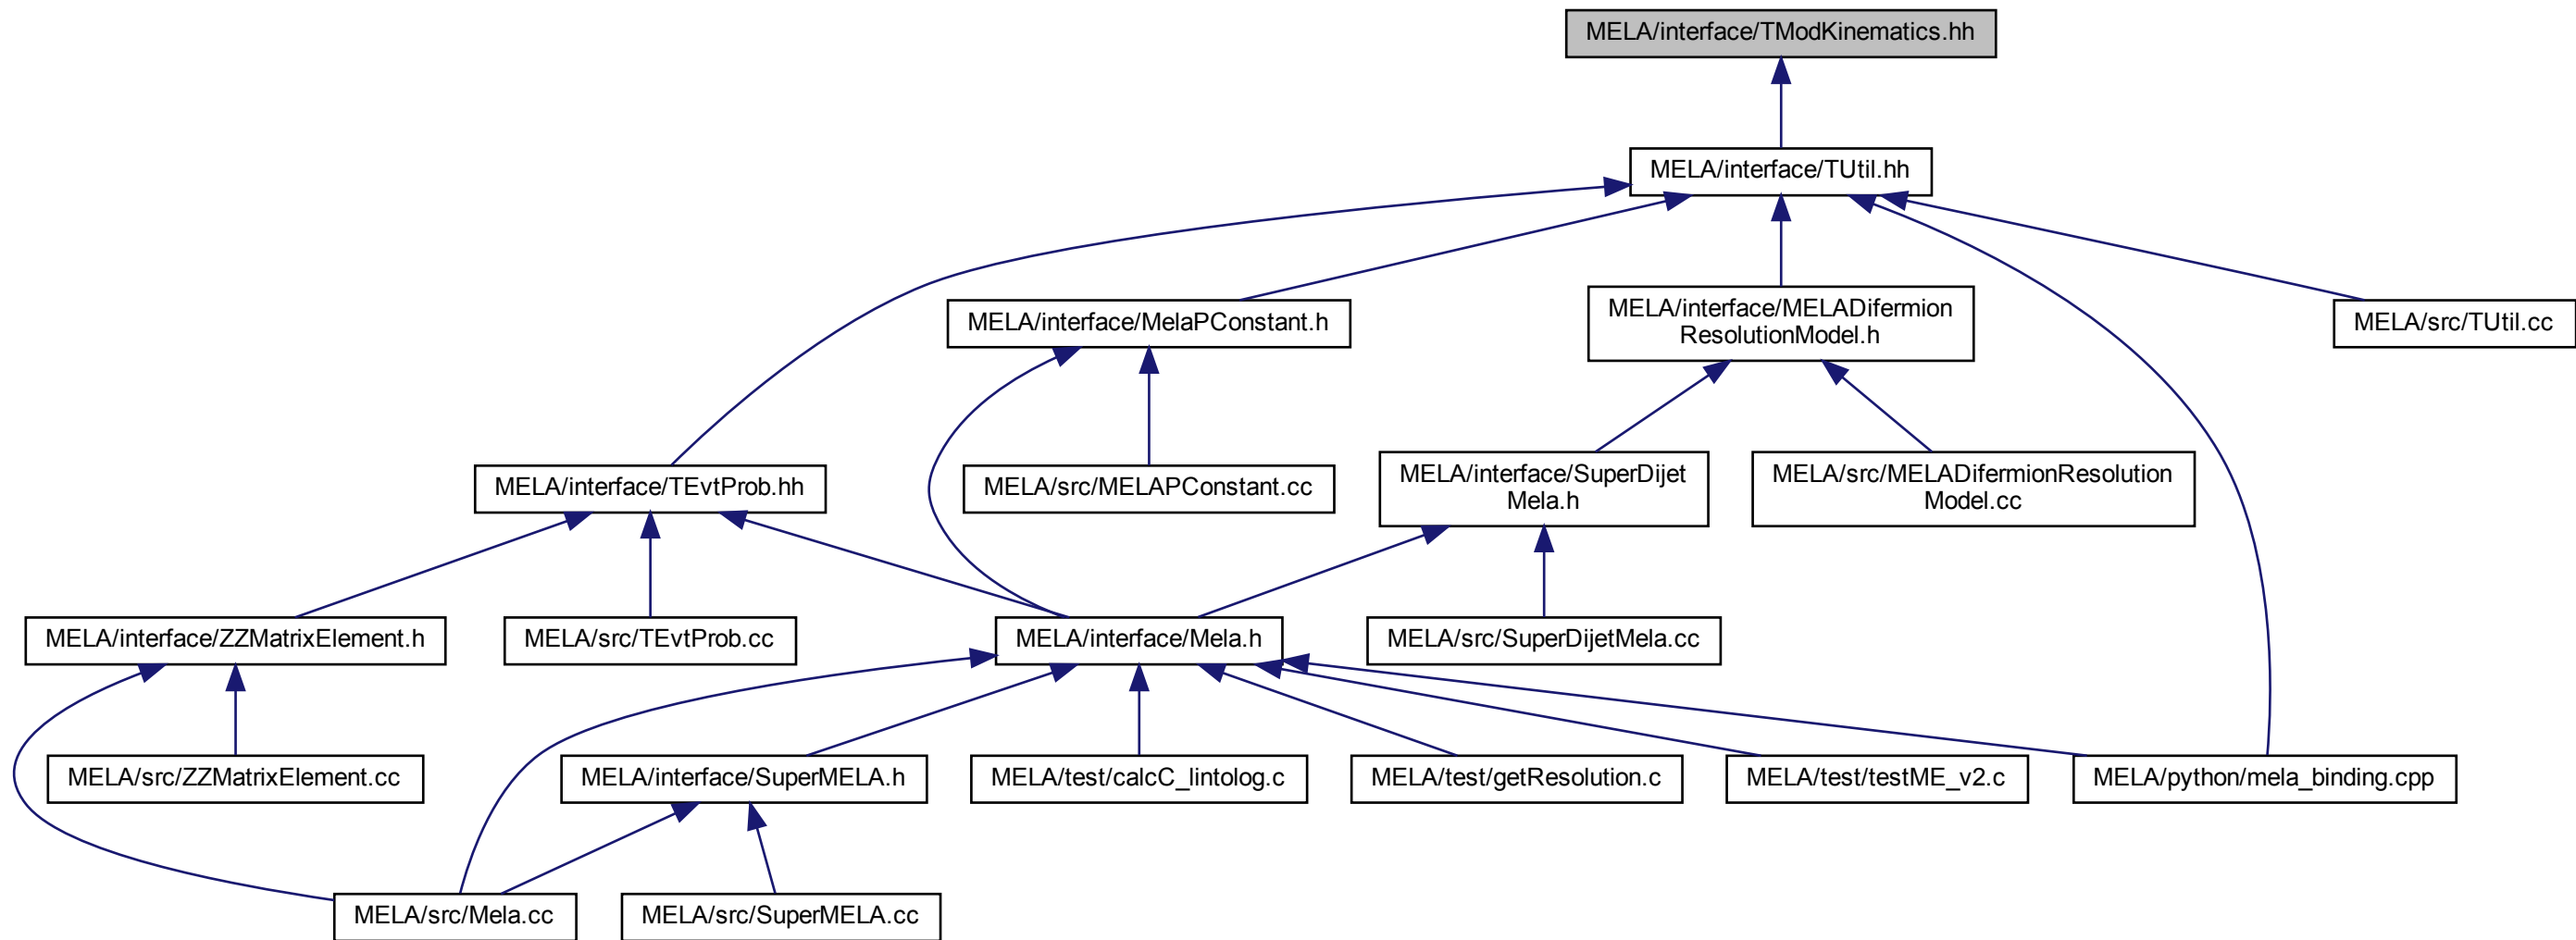 MELA/interface/TModKinematics.hh
MELA/interface/TUtil.hh
MELA/interface/MelaPConstant.h
MELA/interface/MELADifermion
ResolutionModel.h
MELA/src/TUtil.cc
MELA/interface/TEvtProb.hh
MELA/src/MELAPConstant.cc
MELA/interface/SuperDijet
Mela.h
MELA/src/MELADifermionResolution
Model.cc
MELA/interface/ZZMatrixElement.h
MELA/src/TEvtProb.cc
MELA/interface/Mela.h
MELA/src/SuperDijetMela.cc
MELA/src/ZZMatrixElement.cc
MELA/interface/SuperMELA.h
MELA/test/calcC_lintolog.c
MELA/test/getResolution.c
MELA/test/testME_v2.c
MELA/python/mela_binding.cpp
MELA/src/Mela.cc
MELA/src/SuperMELA.cc